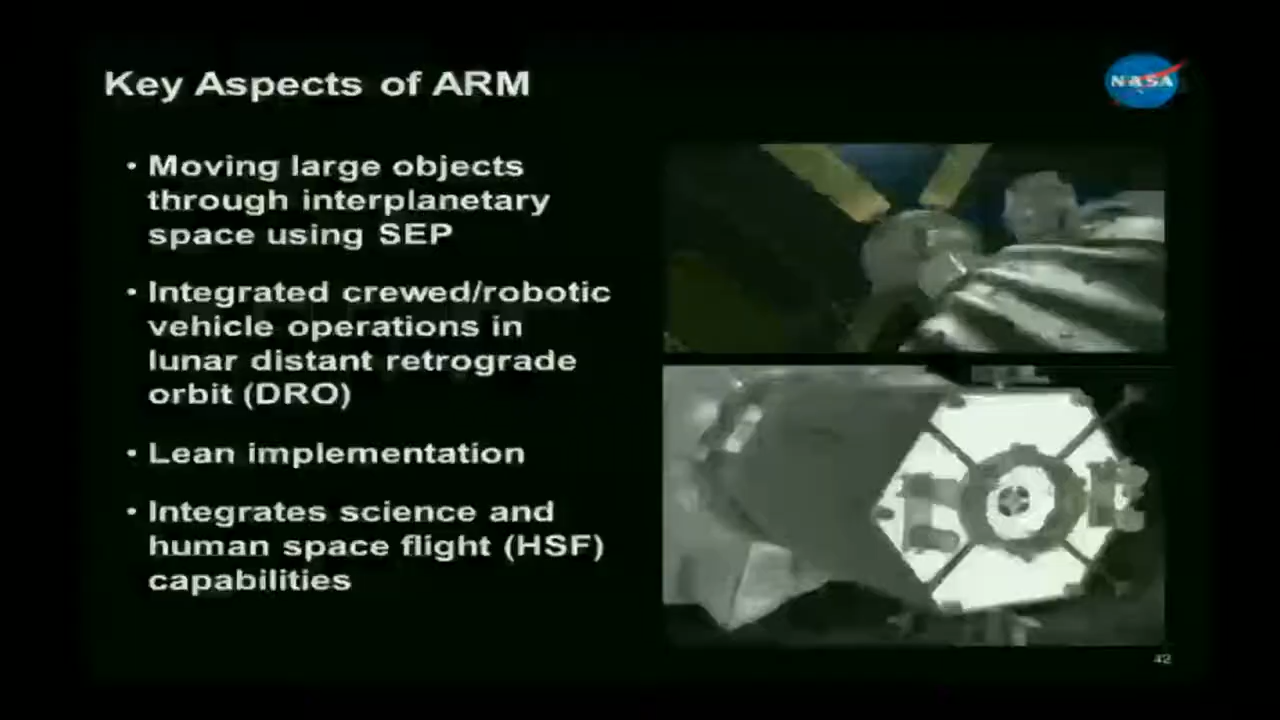 Key Aspects of ARM
NASA
• Moving large objects
through interplanetary
space using SEP
• Integrated crewed/robotic
vehicle operations in
lunar distant retrograde
orbit (DRO)
• Lean implementation
• Integrates science and
human space flight (HSF)
capabilities
42